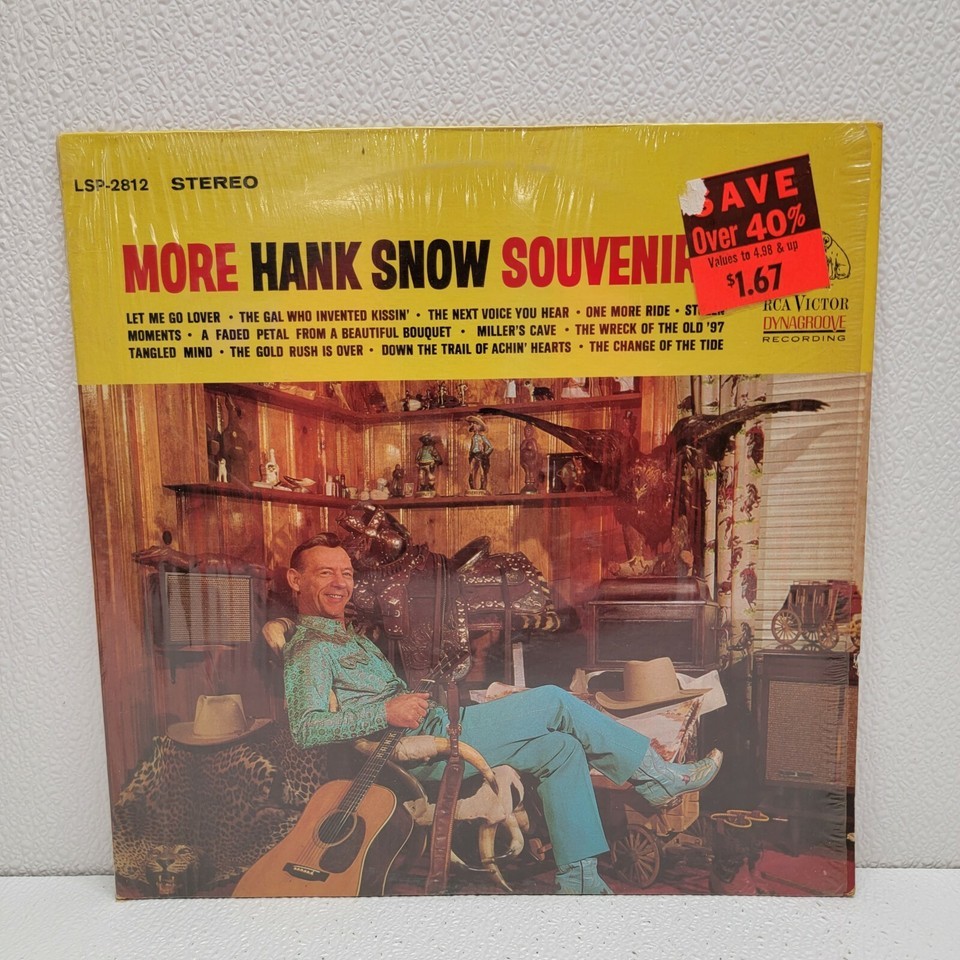 LSP-2812 STEREO
SAVE
Over 40%
Values to 4.98 & up
$1.67
MORE HANK SNOW SOUVENIR
RCA VICTOR
DYNAGROOVE
RECORDING
LET ME GO LOVER • THE GAL WHO INVENTED KISSIN' • THE NEXT VOICE YOU HEAR • ONE MORE RIDE •
MOMENTS • A FADED PETAL FROM A BEAUTIFUL BOUQUET • MILLER'S CAVE • THE WRECK OF THE OLD '97
TANGLED MIND • THE GOLD RUSH IS OVER • DOWN THE TRAIL OF ACHIN' HEARTS • THE CHANGE OF THE TIDE
HANK